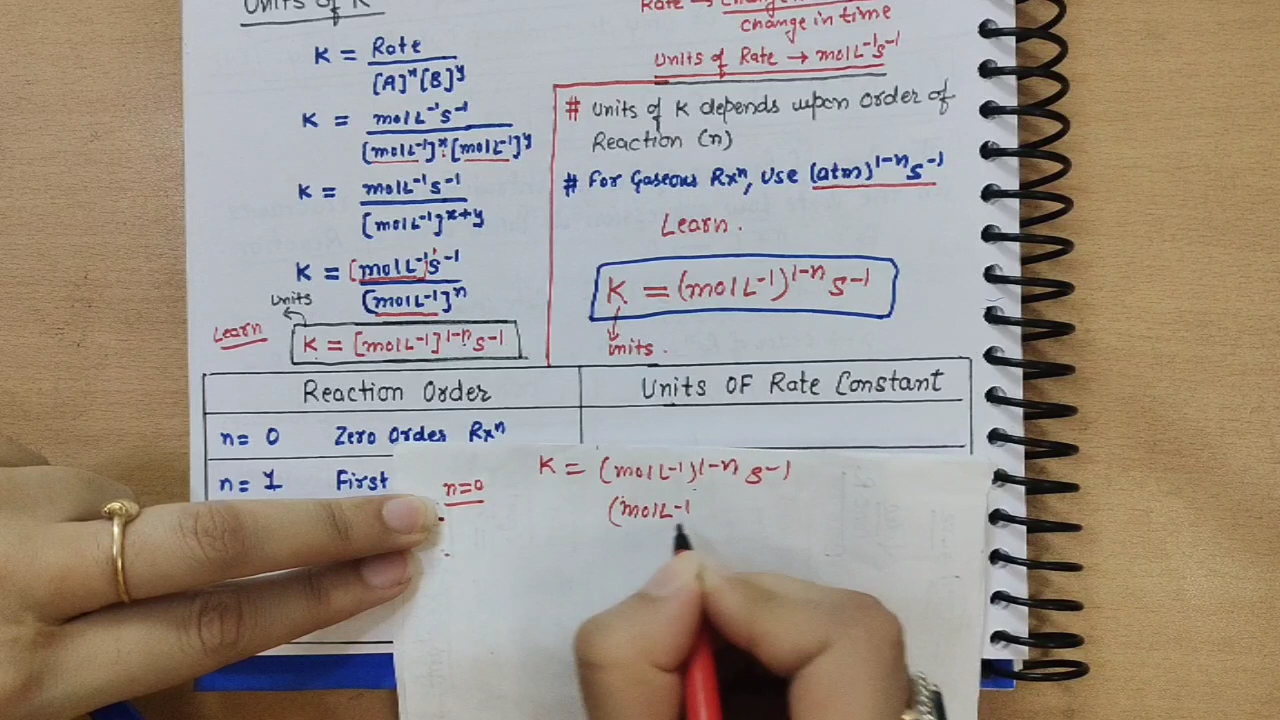 Units of K
K = Rate / [A]ˣ[B]ʸ
K = molL⁻¹s⁻¹ / [molL⁻¹]ˣ.[molL⁻¹]ʸ
K = molL⁻¹s⁻¹ / [molL⁻¹]ˣ⁺ʸ
K = [molL⁻¹]¹s⁻¹ / (molL⁻¹]ⁿ
units
Learn K = [molL⁻¹]¹⁻ⁿ s⁻¹
Rate →
change in time
Units of Rate → molL⁻¹s⁻¹
# Units of K depends upon Order of
Reaction (n)
# For Gaseous Rxⁿ, Use (atm)¹⁻ⁿ s⁻¹
Learn.
K = (molL⁻¹)¹⁻ⁿ s⁻¹
units.
Reaction Order Units OF Rate Constant
n = 0 Zero Order Rxⁿ
n = 1 First
n=0 K = (molL⁻¹)¹⁻ⁿ s⁻¹
(molL⁻¹